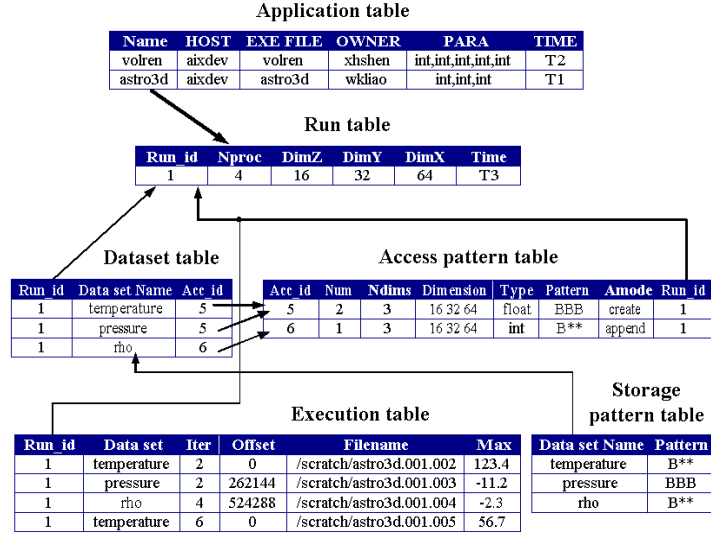 Application table
Name HOST EXE FILE OWNER PARA TIME
volren aixdev volren xhshen int,int,int,int,int T2
astro3d aixdev astro3d wkliao int,int,int T1
Run table
Run_id Nproc DimZ DimY DimX Time
1 4 16 32 64 T3
Dataset table
Run_id Data set Name Acc_id
1 temperature 5
1 pressure 5
1 rho 6
Access pattern table
Acc_id Num Ndims Dimension Type Pattern Amode Run_id
5 2 3 16 32 64 float BBB create 1
6 1 3 16 32 64 int B** append 1
Execution table
Run_id Data set Iter Offset Filename Max
1 temperature 2 0 /scratch/astro3d.001.002 123.4
1 pressure 2 262144 /scratch/astro3d.001.003 -11.2
1 rho 4 524288 /scratch/astro3d.001.004 -2.3
1 temperature 6 0 /scratch/astro3d.001.005 56.7
Storage
pattern table
Data set Name Pattern
temperature B**
pressure BBB
rho B**